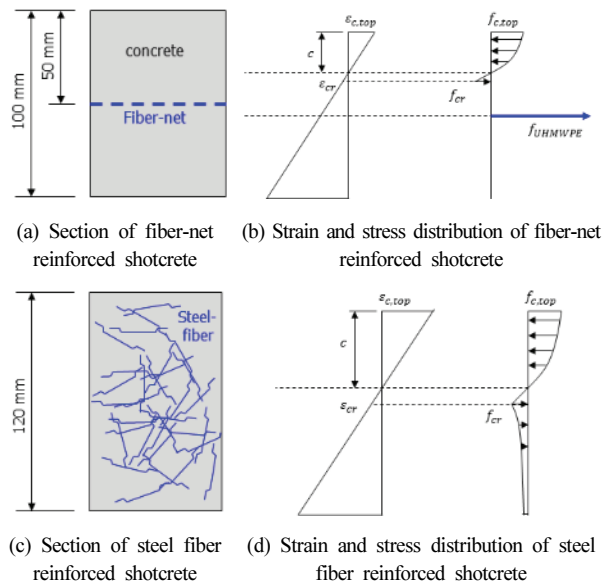 100 mm
50 mm
concrete
Fiber-net
c
ε_c,top
ε_cr
f_c,top
f_cr
f_UHMWPE
(a) Section of fiber-net
reinforced shotcrete
(b) Strain and stress distribution of fiber-net
reinforced shotcrete
120 mm
Steel-
fiber
c
ε_c,top
ε_cr
f_c,top
f_cr
(c) Section of steel fiber
reinforced shotcrete
(d) Strain and stress distribution of steel
fiber reinforced shotcrete